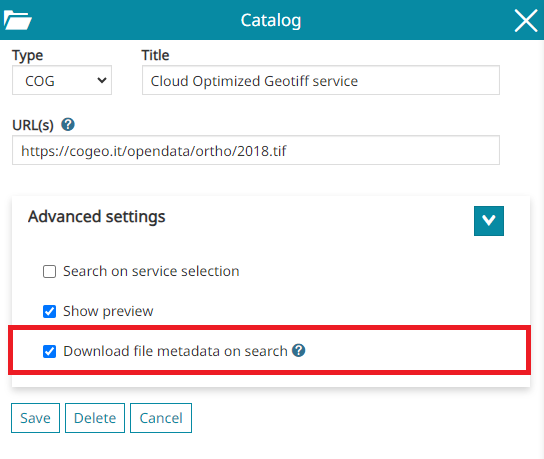 Catalog
Type Title
COG Cloud Optimized Geotiff service
URL(s) ?
https://cogeo.it/opendata/ortho/2018.tif
Advanced settings
Search on service selection
Show preview
Download file metadata on search ?
Save Delete Cancel